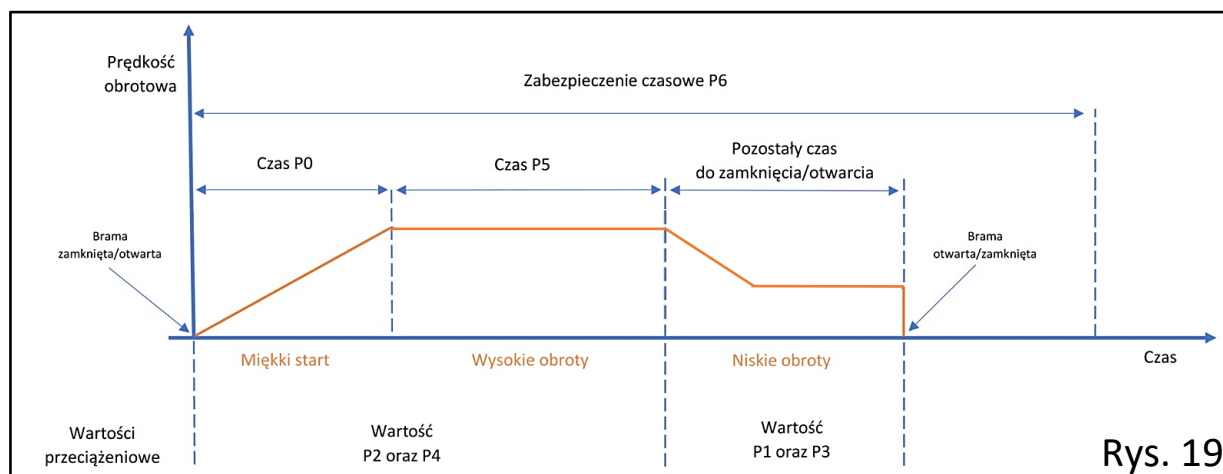 Prędkość
obrotowa
Zabezpieczenie czasowe P6
Czas P0
Czas P5
Pozostały czas
do zamknięcia/otwarcia
Brama
zamknięta/otwarta
Brama
otwarta/zamknięta
Miękki start
Wysokie obroty
Niskie obroty
Czas
Wartości
przeciążeniowe
Wartość
P2 oraz P4
Wartość
P1 oraz P3
Rys. 19